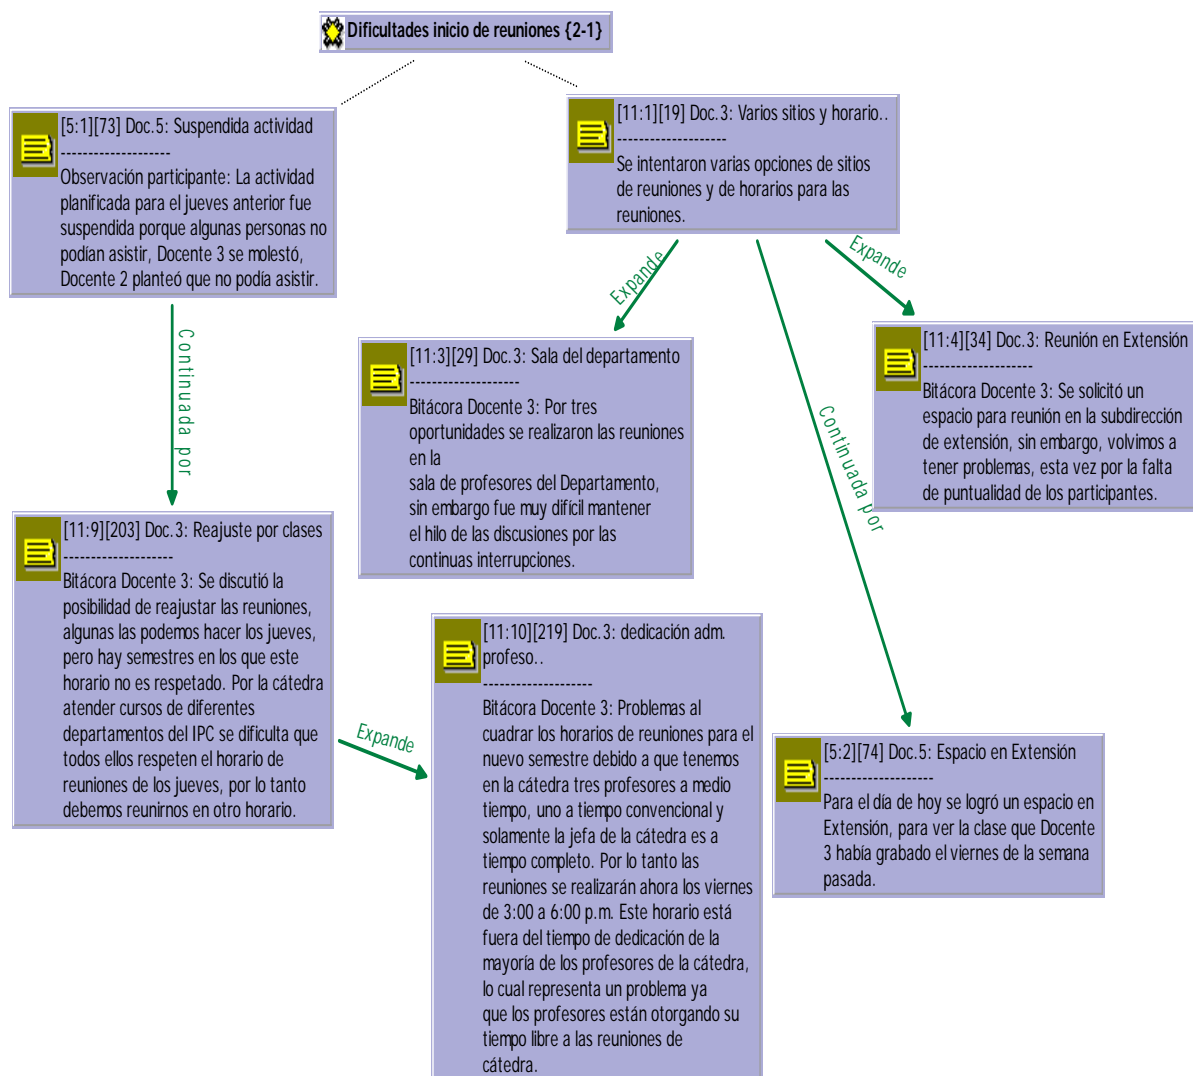 Dificultades inicio de reuniones {2-1}
[5:1][73] Doc.5: Suspendida actividad
--------------------
Observación participante: La actividad
planificada para el jueves anterior fue
suspendida porque algunas personas no
podían asistir, Docente 3 se molestó,
Docente 2 planteó que no podía asistir.
[11:1][19] Doc.3: Varios sitios y horario..
--------------------
Se intentaron varias opciones de sitios
de reuniones y de horarios para las
reuniones.
Continuada por
Expande
Continuada por
Expande
[11:3][29] Doc.3: Sala del departamento
--------------------
Bitácora Docente 3: Por tres
oportunidades se realizaron las reuniones
en la
sala de profesores del Departamento,
sin embargo fue muy difícil mantener
el hilo de las discusiones por las
continuas interrupciones.
[11:4][34] Doc.3: Reunión en Extensión
--------------------
Bitácora Docente 3: Se solicitó un
espacio para reunión en la subdirección
de extensión, sin embargo, volvimos a
tener problemas, esta vez por la falta
de puntualidad de los participantes.
[11:9][203] Doc.3: Reajuste por clases
--------------------
Bitácora Docente 3: Se discutió la
posibilidad de reajustar las reuniones,
algunas las podemos hacer los jueves,
pero hay semestres en los que este
horario no es respetado. Por la cátedra
atender cursos de diferentes
departamentos del IPC se dificulta que
todos ellos respeten el horario de
reuniones de los jueves, por lo tanto
debemos reunirnos en otro horario.
Expande
[11:10][219] Doc.3: dedicación adm.
profeso..
--------------------
Bitácora Docente 3: Problemas al
cuadrar los horarios de reuniones para el
nuevo semestre debido a que tenemos
en la cátedra tres profesores a medio
tiempo, uno a tiempo convencional y
solamente la jefa de la cátedra es a
tiempo completo. Por lo tanto las
reuniones se realizarán ahora los viernes
de 3:00 a 6:00 p.m. Este horario está
fuera del tiempo de dedicación de la
mayoría de los profesores de la cátedra,
lo cual representa un problema ya
que los profesores están otorgando su
tiempo libre a las reuniones de
cátedra.
[5:2][74] Doc.5: Espacio en Extensión
--------------------
Para el día de hoy se logró un espacio en
Extensión, para ver la clase que Docente
3 había grabado el viernes de la semana
pasada.